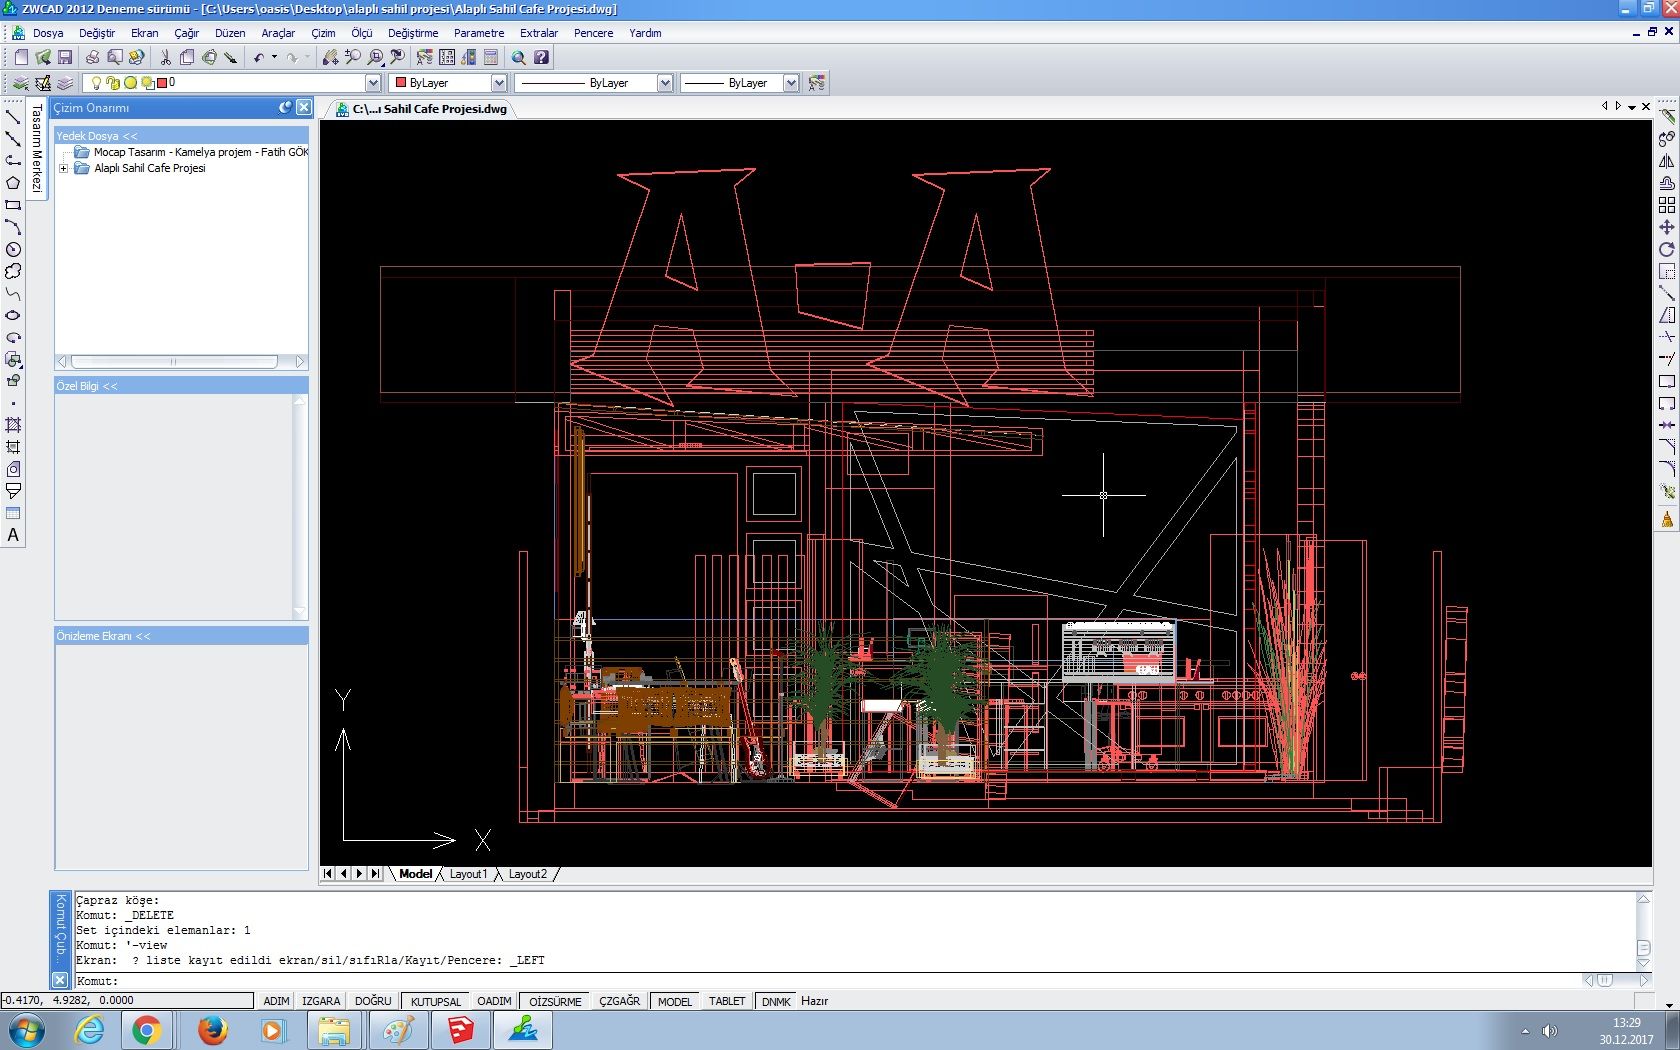 ZWCAD 2012 Deneme sürümü - [C:\Users\oasis\Desktop\alaplı sahil projesi\Alaplı Sahil Cafe Projesi.dwg]
Dosya Değiştir Ekran Çağır Düzen Araçlar Çizim Ölçü Değiştirme Parametre Extralar Pencere Yardım
0 ByLayer ByLayer ByLayer
Çizim Onarımı
Tasarım Merkezi
C:\...ı Sahil Cafe Projesi.dwg
Yedek Dosya <<
Mocap Tasarım - Kamelya projem - Fatih GÖK
Alaplı Sahil Cafe Projesi
Özel Bilgi <<
Önizleme Ekranı <<
A
Y
X
Model Layout1 Layout2
Komut Çub...
Çapraz köşe:
Komut: _DELETE
Set içindeki elemanlar: 1
Komut: '-view
Ekran: ? liste kayıt edildi ekran/sil/sıfıRla/Kayıt/Pencere: _LEFT
Komut:
-0.4170, 4.9282, 0.0000 ADIM IZGARA DOĞRU KUTUPSAL OADIM OİZSÜRME ÇZGAĞR MODEL TABLET DNMK Hazır
13:29
30.12.2017